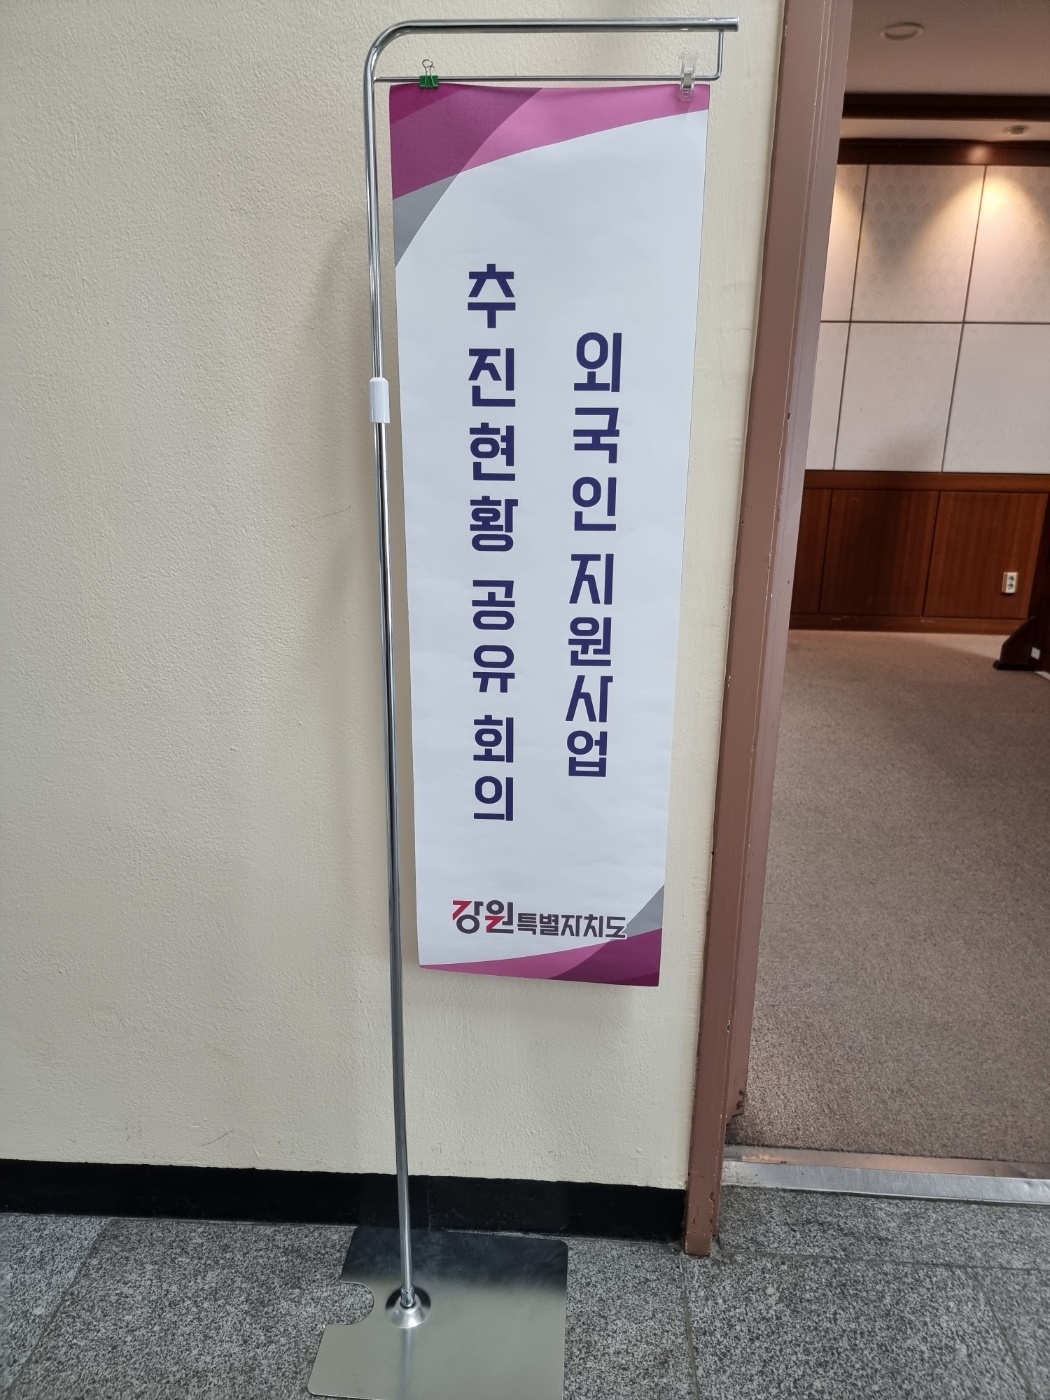 외국인 지원사업
추진현황 공유 회의
강원특별자치도